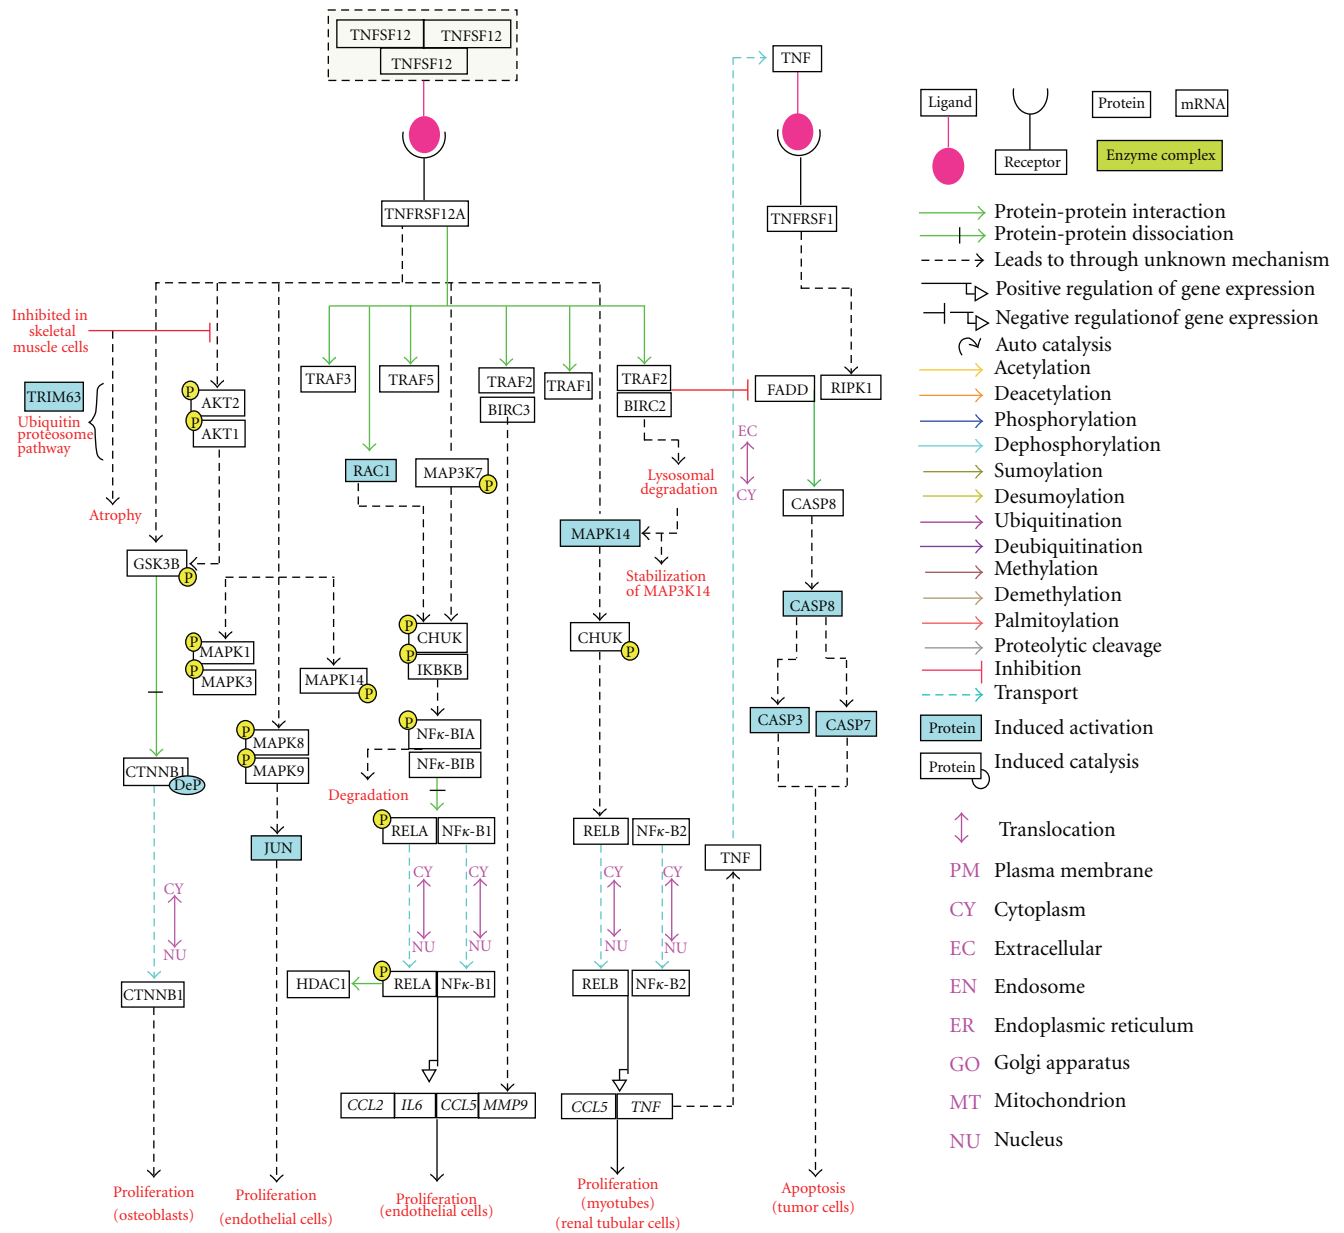 TNFSF12
TNFSF12
TNFSF12
TNFRSF12A
TNF
TNFRSF1
Inhibited in
skeletal
muscle cells
TRIM63
Ubiquitin
proteosome
pathway
Atrophy
P
AKT2
P
AKT1
GSK3B
P
TRAF3
TRAF5
TRAF2
BIRC3
TRAF1
TRAF2
BIRC2
FADD
RIPK1
RAC1
MAP3K7
P
Lysosomal
degradation
EC
CY
CASP8
MAPK14
Stabilization
of MAP3K14
CASP8
P
MAPK1
P
MAPK3
MAPK14
P
P
CHUK
P
IKBKB
CHUK
P
P
MAPK8
P
MAPK9
P
NFκ-BIA
NFκ-BIB
Degradation
CASP3
CASP7
CTNNB1
DeP
JUN
P
RELA
NFκ-B1
RELB
NFκ-B2
TNF
CY
NU
CY
NU
CY
NU
CY
NU
CY
NU
CTNNB1
HDAC1
P
RELA
NFκ-B1
RELB
NFκ-B2
CCL2
IL6
CCL5
MMP9
CCL5
TNF
Proliferation
(osteoblasts)
Proliferation
(endothelial cells)
Proliferation
(endothelial cells)
Proliferation
(myotubes)
(renal tubular cells)
Apoptosis
(tumor cells)
Ligand
Receptor
Protein
mRNA
Enzyme complex
Protein-protein interaction
Protein-protein dissociation
Leads to through unknown mechanism
Positive regulation of gene expression
Negative regulationof gene expression
Auto catalysis
Acetylation
Deacetylation
Phosphorylation
Dephosphorylation
Sumoylation
Desumoylation
Ubiquitination
Deubiquitination
Methylation
Demethylation
Palmitoylation
Proteolytic cleavage
Inhibition
Transport
Protein Induced activation
Protein Induced catalysis
Translocation
PM Plasma membrane
CY Cytoplasm
EC Extracellular
EN Endosome
ER Endoplasmic reticulum
GO Golgi apparatus
MT Mitochondrion
NU Nucleus